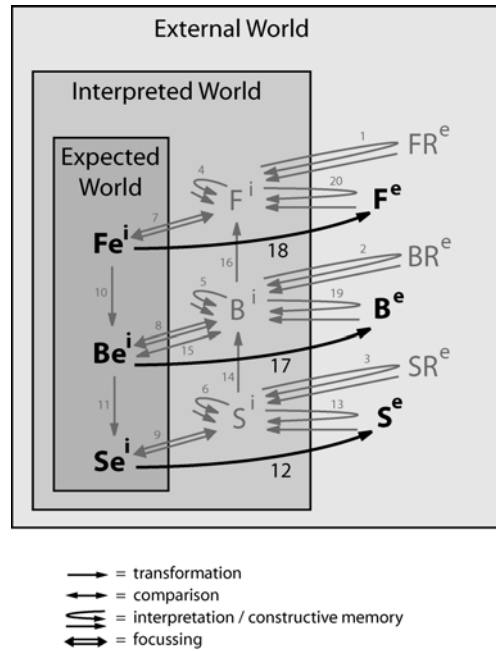 External World
Interpreted World
Expected World
1
FR^e
4
F^i
20
F^e
7
Fe^i
18
16
2
BR^e
10
5
B^i
19
B^e
8
Be^i
15
17
14
3
SR^e
11
6
S^i
13
S^e
9
Se^i
12
= transformation
= comparison
= interpretation / constructive memory
= focussing